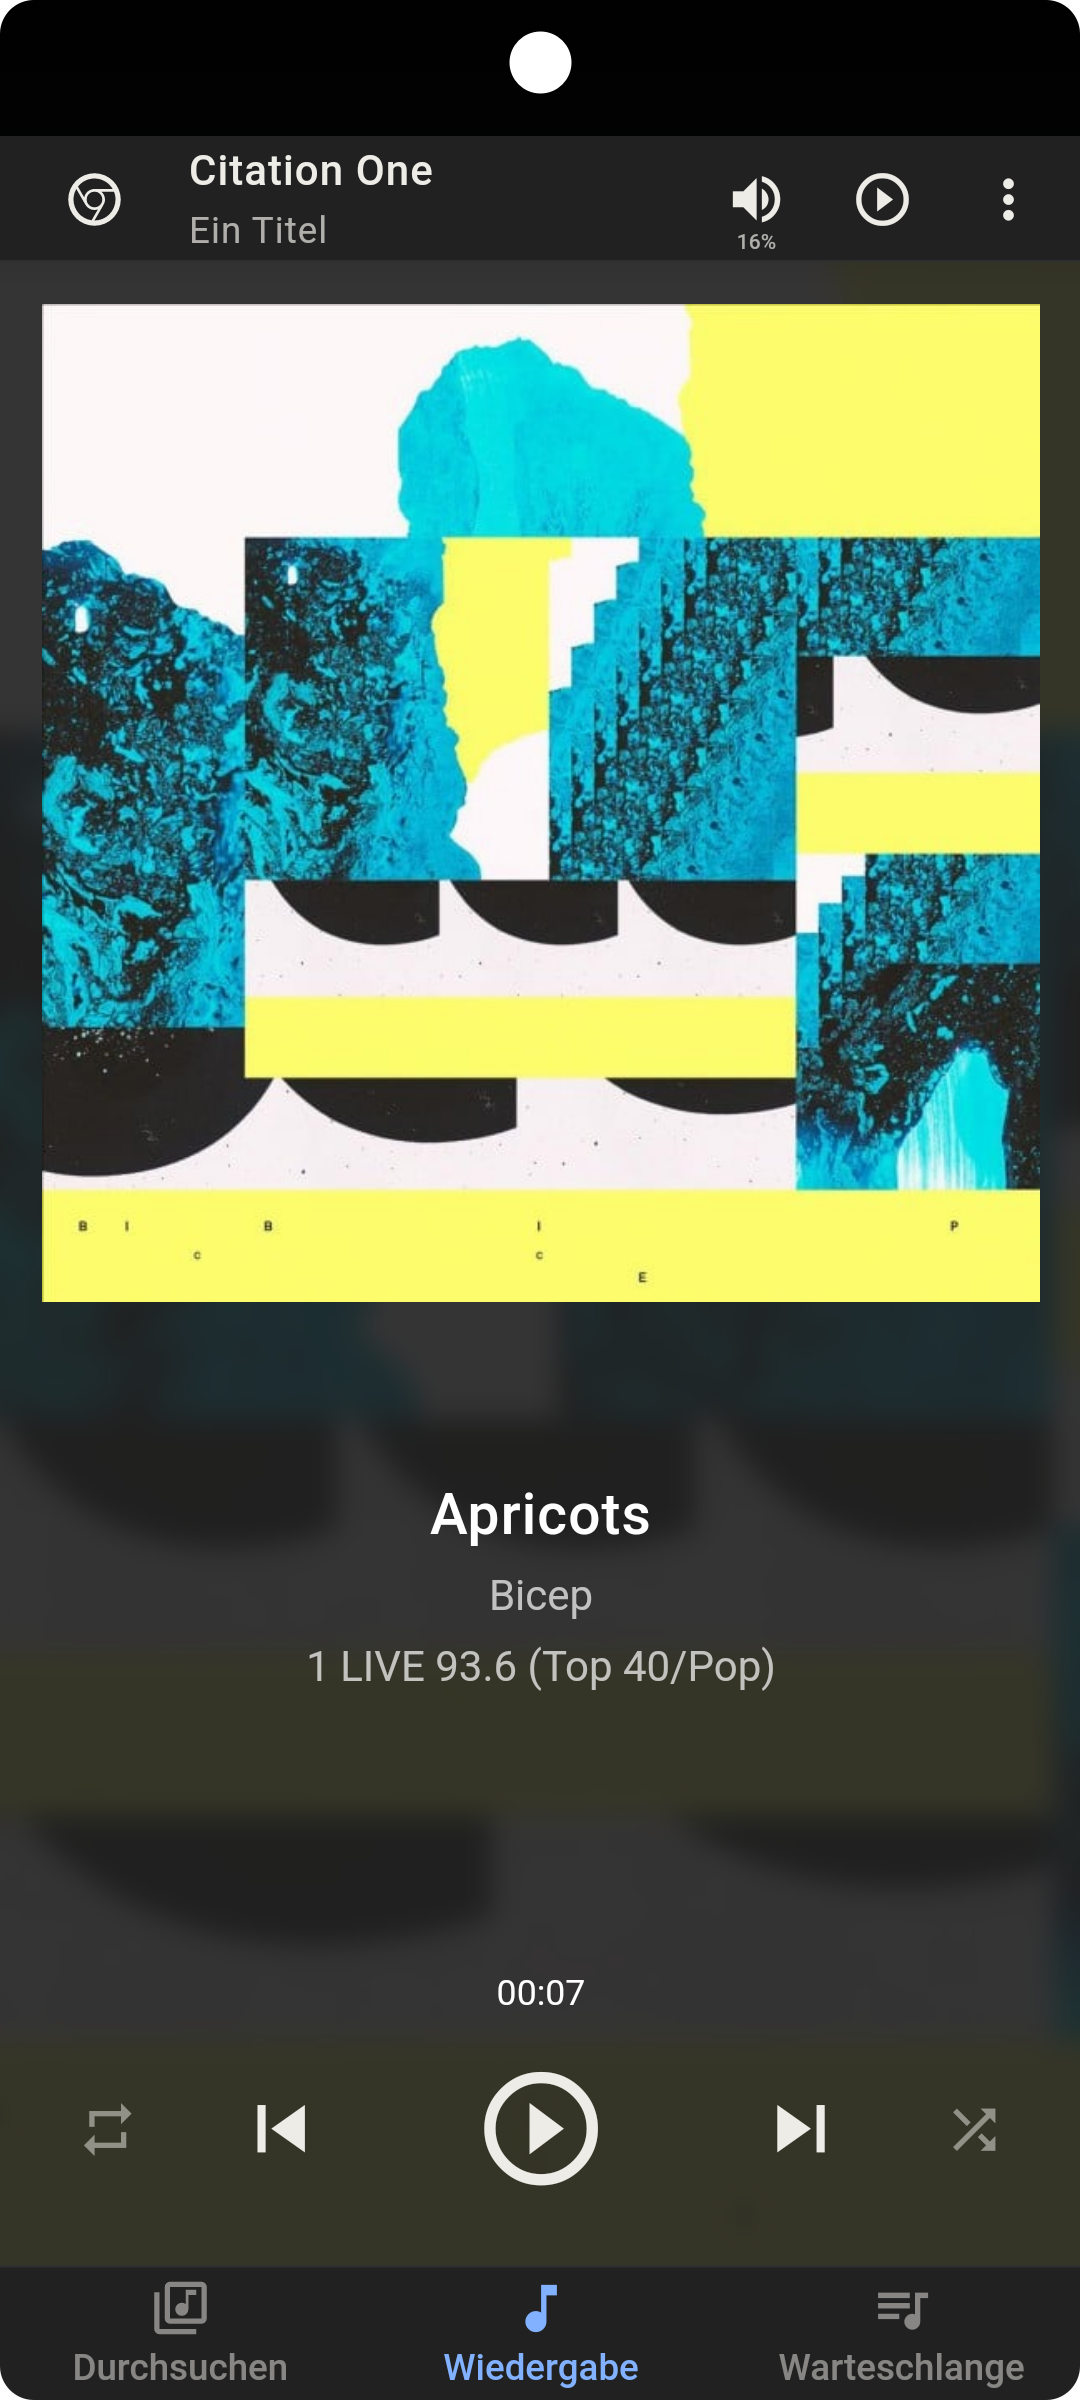 Citation One
Ein Titel
16%
B I B I P
C C
E
Apricots
Bicep
1 LIVE 93.6 (Top 40/Pop)
00:07
Durchsuchen Wiedergabe Warteschlange